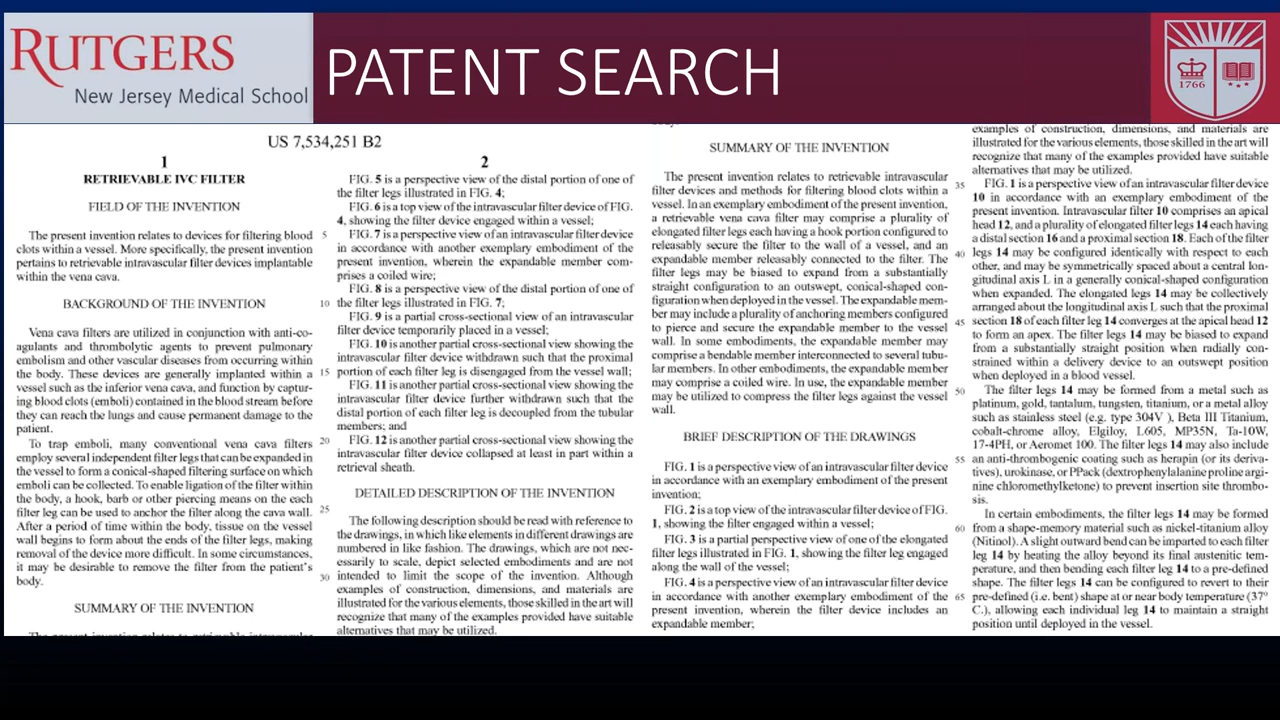 RUTGERS
New Jersey Medical School
PATENT SEARCH
1766
US 7,534,251 B2
1
RETRIEVABLE IVC FILTER
FIELD OF THE INVENTION
The present invention relates to devices for filtering blood
clots within a vessel. More specifically, the present invention
pertains to retrievable intravascular filter devices implantable
within the vena cava.
BACKGROUND OF THE INVENTION
Vena cava filters are utilized in conjunction with anti-co-
agulants and thrombolytic agents to prevent pulmonary
embolism and other vascular diseases from occurring within
the body. These devices are generally implanted within a
vessel such as the inferior vena cava, and function by captur-
ing blood clots (emboli) contained in the blood stream before
they can reach the lungs and cause permanent damage to the
patient.
To trap emboli, many conventional vena cava filters
employ several independent filter legs that can be expanded in
the vessel to form a conical-shaped filtering surface on which
emboli can be collected. To enable ligation of the filter within
the body, a hook, barb or other piercing means on the each
filter leg can be used to anchor the filter along the cava wall.
After a period of time within the body, tissue on the vessel
wall begins to form about the ends of the filter legs, making
removal of the device more difficult. In some circumstances,
it may be desirable to remove the filter from the patient's
body.
SUMMARY OF THE INVENTION
5
10
15
20
25
30
2
FIG. 5 is a perspective view of the distal portion of one of
the filter legs illustrated in FIG. 4;
FIG. 6 is a top view of the intravascular filter device of FIG.
4, showing the filter device engaged within a vessel;
FIG. 7 is a perspective view of an intravascular filter device
in accordance with another exemplary embodiment of the
present invention, wherein the expandable member com-
prises a coiled wire;
FIG. 8 is a perspective view of the distal portion of one of
the filter legs illustrated in FIG. 7;
FIG. 9 is a partial cross-sectional view of an intravascular
filter device temporarily placed in a vessel;
FIG. 10 is another partial cross-sectional view showing the
intravascular filter device withdrawn such that the proximal
portion of each filter leg is disengaged from the vessel wall;
FIG. 11 is another partial cross-sectional view showing the
intravascular filter device further withdrawn such that the
distal portion of each filter leg is decoupled from the tubular
members; and
FIG. 12 is another partial cross-sectional view showing the
intravascular filter device collapsed at least in part within a
retrieval sheath.
DETAILED DESCRIPTION OF THE INVENTION
The following description should be read with reference to
the drawings, in which like elements in different drawings are
numbered in like fashion. The drawings, which are not nec-
essarily to scale, depict selected embodiments and are not
intended to limit the scope of the invention. Although
examples of construction, dimensions, and materials are
illustrated for the various elements, those skilled in the art will
recognize that many of the examples provided have suitable
alternatives that may be utilized.
SUMMARY OF THE INVENTION
The present invention relates to retrievable intravascular
filter devices and methods for filtering blood clots within a
vessel. In an exemplary embodiment of the present invention,
a retrievable vena cava filter may comprise a plurality of
elongated filter legs each having a hook portion configured to
releasably secure the filter to the wall of a vessel, and an
expandable member releasably connected to the filter. The
filter legs may be biased to expand from a substantially
straight configuration to an outswept, conical-shaped con-
figuration when deployed in the vessel. The expandable mem-
ber may include a plurality of anchoring members configured
to pierce and secure the expandable member to the vessel
wall. In some embodiments, the expandable member may
comprise a bendable member interconnected to several tubu-
lar members. In other embodiments, the expandable member
may comprise a coiled wire. In use, the expandable member
may be utilized to compress the filter legs against the vessel
wall.
BRIEF DESCRIPTION OF THE DRAWINGS
FIG. 1 is a perspective view of an intravascular filter device
in accordance with an exemplary embodiment of the present
invention;
FIG. 2 is a top view of the intravascular filter device of FIG.
1, showing the filter engaged within a vessel;
FIG. 3 is a partial perspective view of one of the elongated
filter legs illustrated in FIG. 1, showing the filter leg engaged
along the wall of the vessel;
FIG. 4 is a perspective view of an intravascular filter device
in accordance with another exemplary embodiment of the
present invention, wherein the filter device includes an
expandable member;
35
40
45
50
55
60
65
examples of construction, dimensions, and materials are
illustrated for the various elements, those skilled in the art will
recognize that many of the examples provided have suitable
alternatives that may be utilized.
FIG. 1 is a perspective view of an intravascular filter device
10 in accordance with an exemplary embodiment of the
present invention. Intravascular filter 10 comprises an apical
head 12, and a plurality of elongated filter legs 14 each having
a distal section 16 and a proximal section 18. Each of the filter
legs 14 may be configured identically with respect to each
other, and may be symmetrically spaced about a central lon-
gitudinal axis L in a generally conical-shaped configuration
when expanded. The elongated legs 14 may be collectively
arranged about the longitudinal axis L such that the proximal
section 18 of each filter leg 14 converges at the apical head 12
to form an apex. The filter legs 14 may be biased to expand
from a substantially straight position when radially con-
strained within a delivery device to an outswept position
when deployed in a blood vessel.
The filter legs 14 may be formed from a metal such as
platinum, gold, tantalum, tungsten, titanium, or a metal alloy
such as stainless steel (e.g. type 304V ), Beta III Titanium,
cobalt-chrome alloy, Elgiloy, L605, MP35N, Ta-10W,
17-4PH, or Aeromet 100. The filter legs 14 may also include
an anti-thrombogenic coating such as herapin (or its deriva-
tives), urokinase, or PPack (dextrophenylalanine proline argi-
nine chloromethylketone) to prevent insertion site thrombo-
sis.
In certain embodiments, the filter legs 14 may be formed
from a shape-memory material such as nickel-titanium alloy
(Nitinol). A slight outward bend can be imparted to each filter
leg 14 by heating the alloy beyond its final austenitic tem-
perature, and then bending each filter leg 14 to a pre-defined
shape. The filter legs 14 can be configured to revert to their
pre-defined (i.e. bent) shape at or near body temperature (37°
C.), allowing each individual leg 14 to maintain a straight
position until deployed in the vessel.